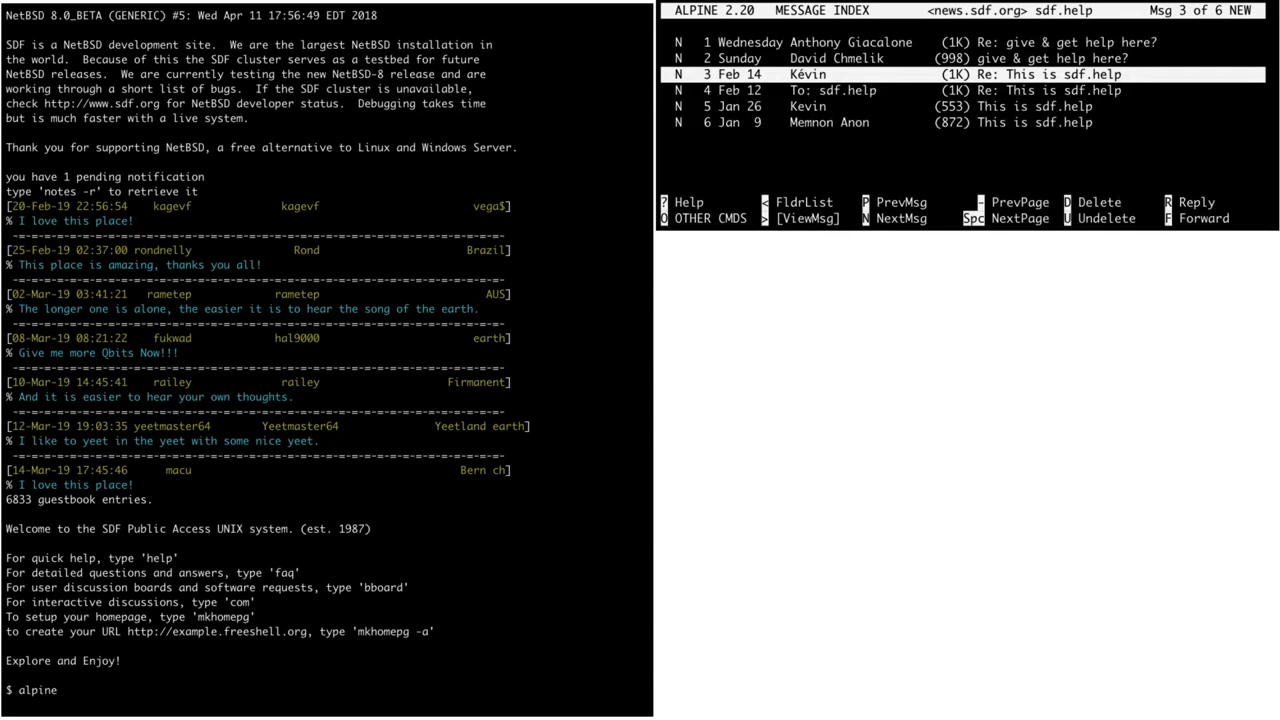 NetBSD 8.0_BETA (GENERIC) #5: Wed Apr 11 17:56:49 EDT 2018
SDF is a NetBSD development site.  We are the largest NetBSD installation in
the world.  Because of this the SDF cluster serves as a testbed for future
NetBSD releases.  We are currently testing the new NetBSD-8 release and are
working through a short list of bugs.  If the SDF cluster is unavailable,
check http://www.sdf.org for NetBSD developer status.  Debugging takes time
but is much faster with a live system.
Thank you for supporting NetBSD, a free alternative to Linux and Windows Server.
you have 1 pending notification
type 'notes -r' to retrieve it
[20-Feb-19 22:56:54    kagevf              kagevf                        vega$]
% I love this place!
-=-=-=-=-=-=-=-=-=-=-=-=-=-=-=-=-=-=-=-=-=-=-=-=-=-=-=-=-=-=-=-=-=-=-=-=-=-
[25-Feb-19 02:37:00 rondnelly                Rond                       Brazil]
% This place is amazing, thanks you all!
-=-=-=-=-=-=-=-=-=-=-=-=-=-=-=-=-=-=-=-=-=-=-=-=-=-=-=-=-=-=-=-=-=-=-=-=-=-
[02-Mar-19 03:41:21   rametep             rametep                          AUS]
% The longer one is alone, the easier it is to hear the song of the earth.
-=-=-=-=-=-=-=-=-=-=-=-=-=-=-=-=-=-=-=-=-=-=-=-=-=-=-=-=-=-=-=-=-=-=-=-=-=-
[08-Mar-19 08:21:22    fukwad             hal9000                        earth]
% Give me more Qbits Now!!!
-=-=-=-=-=-=-=-=-=-=-=-=-=-=-=-=-=-=-=-=-=-=-=-=-=-=-=-=-=-=-=-=-=-=-=-=-=-
[10-Mar-19 14:45:41    railey              railey                    Firmanent]
% And it is easier to hear your own thoughts.
-=-=-=-=-=-=-=-=-=-=-=-=-=-=-=-=-=-=-=-=-=-=-=-=-=-=-=-=-=-=-=-=-=-=-=-=-=-
[12-Mar-19 19:03:35 yeetmaster64        Yeetmaster64               Yeetland earth]
% I like to yeet in the yeet with some nice yeet.
-=-=-=-=-=-=-=-=-=-=-=-=-=-=-=-=-=-=-=-=-=-=-=-=-=-=-=-=-=-=-=-=-=-=-=-=-=-
[14-Mar-19 17:45:46      macu                                          Bern ch]
% I love this place!
6833 guestbook entries.
Welcome to the SDF Public Access UNIX system. (est. 1987)
For quick help, type 'help'
For detailed questions and answers, type 'faq'
For user discussion boards and software requests, type 'bboard'
For interactive discussions, type 'com'
To setup your homepage, type 'mkhomepg'
to create your URL http://example.freeshell.org, type 'mkhomepg -a'
Explore and Enjoy!
$ alpine
ALPINE 2.20   MESSAGE INDEX        <news.sdf.org> sdf.help       Msg 3 of 6 NEW
N   1 Wednesday Anthony Giacalone    (1K) Re: give & get help here?
N   2 Sunday    David Chmelik       (998) give & get help here?
N   3 Feb 14    Kévin                (1K) Re: This is sdf.help
N   4 Feb 12    To: sdf.help         (1K) Re: This is sdf.help
N   5 Jan 26    Kevin               (553) This is sdf.help
N   6 Jan  9    Memnon Anon         (872) This is sdf.help
? Help       < FldrList   P PrevMsg      - PrevPage  D Delete     R Reply
O OTHER CMDS > [ViewMsg]  N NextMsg    Spc NextPage  U Undelete   F Forward